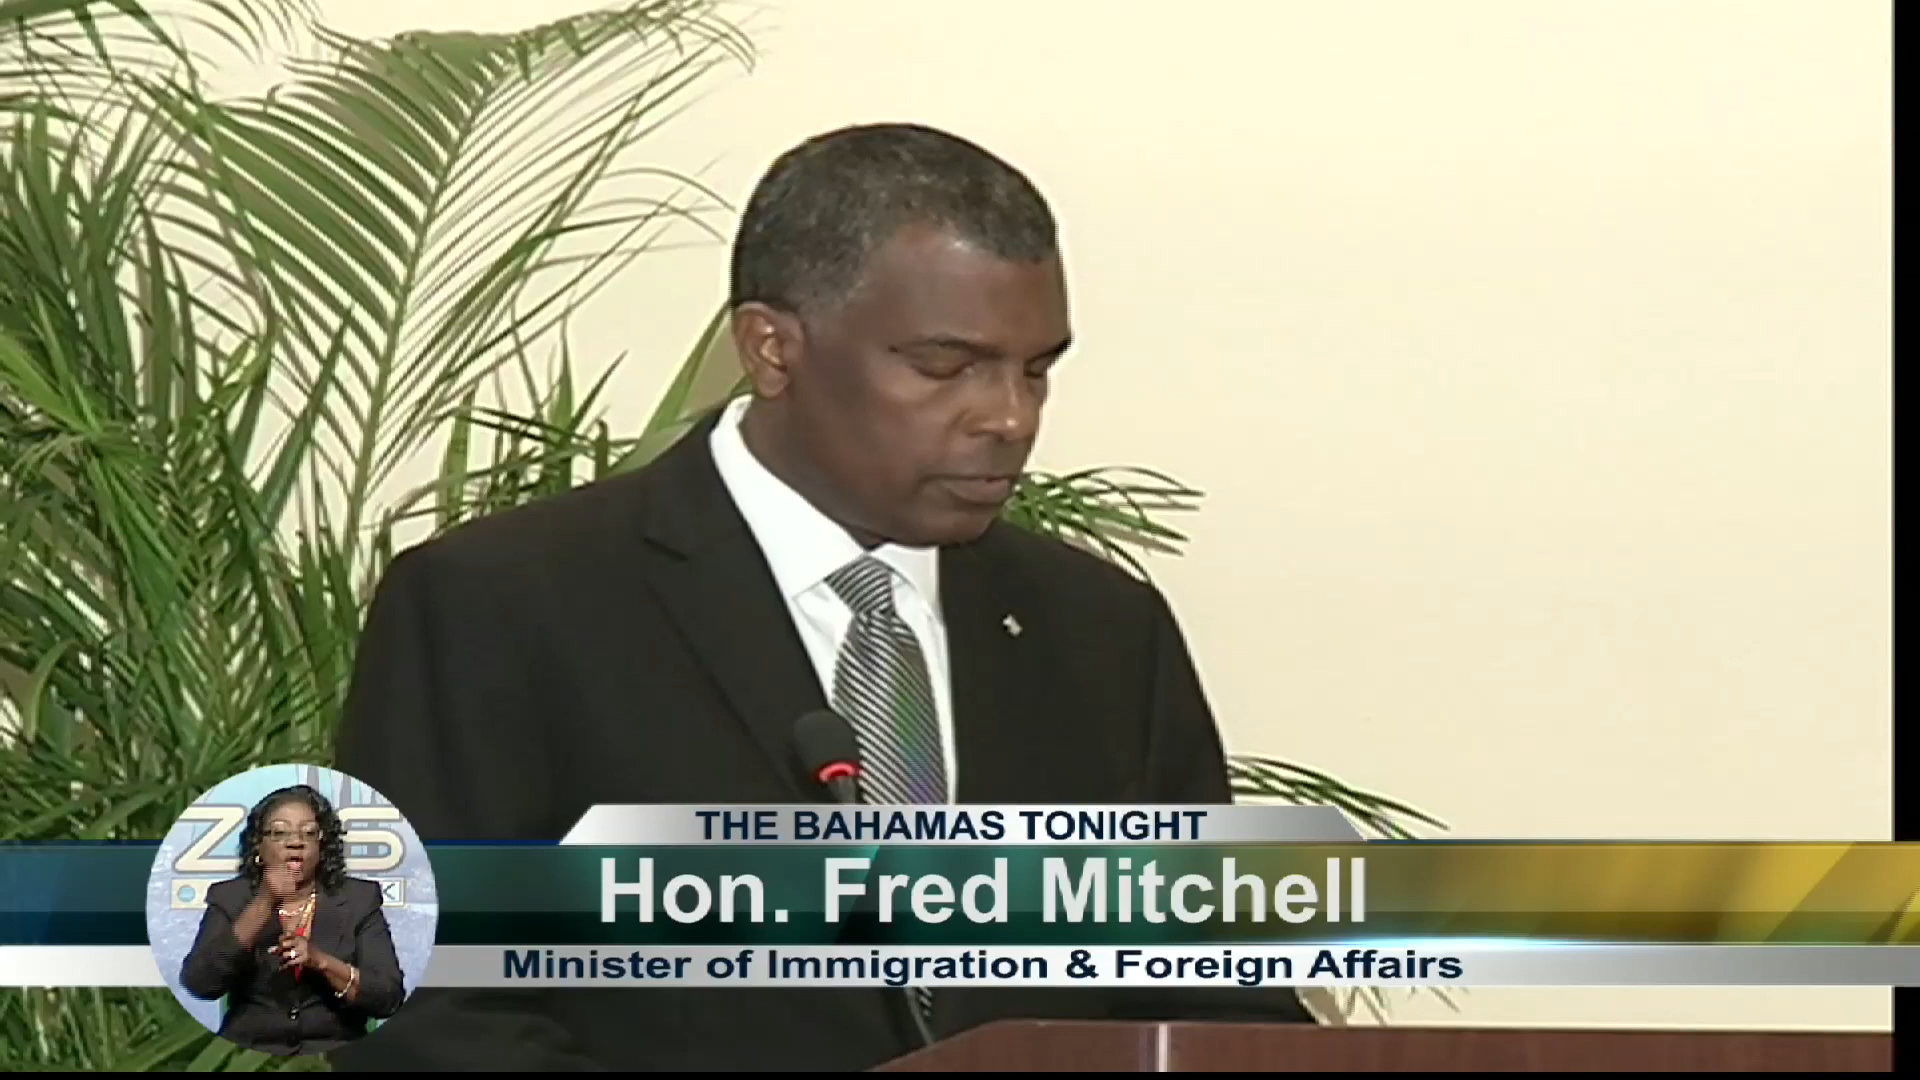 THE BAHAMAS TONIGHT
Hon. Fred Mitchell
Minister of Immigration & Foreign Affairs